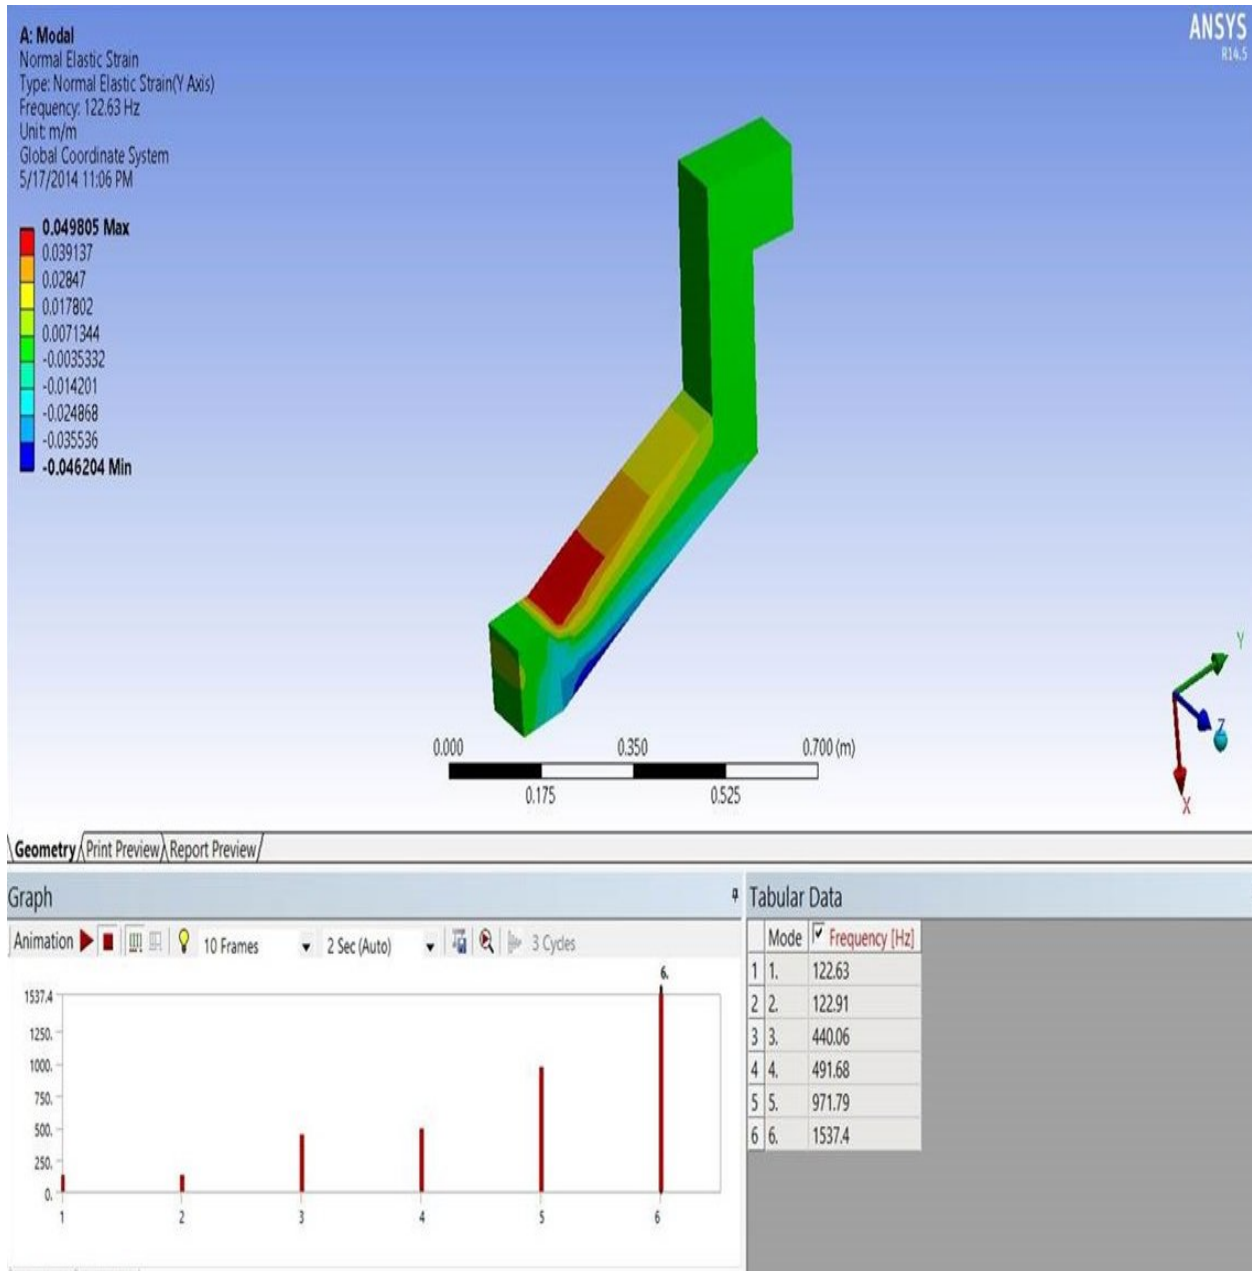 A: Modal
Normal Elastic Strain
Type: Normal Elastic Strain(Y Axis)
Frequency: 122.63 Hz
Unit: m/m
Global Coordinate System
5/17/2014 11:06 PM
ANSYS
R14.5
0.049805 Max
0.039137
0.02847
0.017802
0.0071344
-0.0035332
-0.014201
-0.024868
-0.035536
-0.046204 Min
Y
Z
X
0.000 0.350 0.700 (m)
0.175 0.525
Geometry Print Preview Report Preview
Graph
Animation 10 Frames 2 Sec (Auto) 3 Cycles
6.
1537.4
1250.
1000.
750.
500.
250.
0.
1 2 3 4 5 6
Tabular Data
Mode Frequency [Hz]
1 1. 122.63
2 2. 122.91
3 3. 440.06
4 4. 491.68
5 5. 971.79
6 6. 1537.4